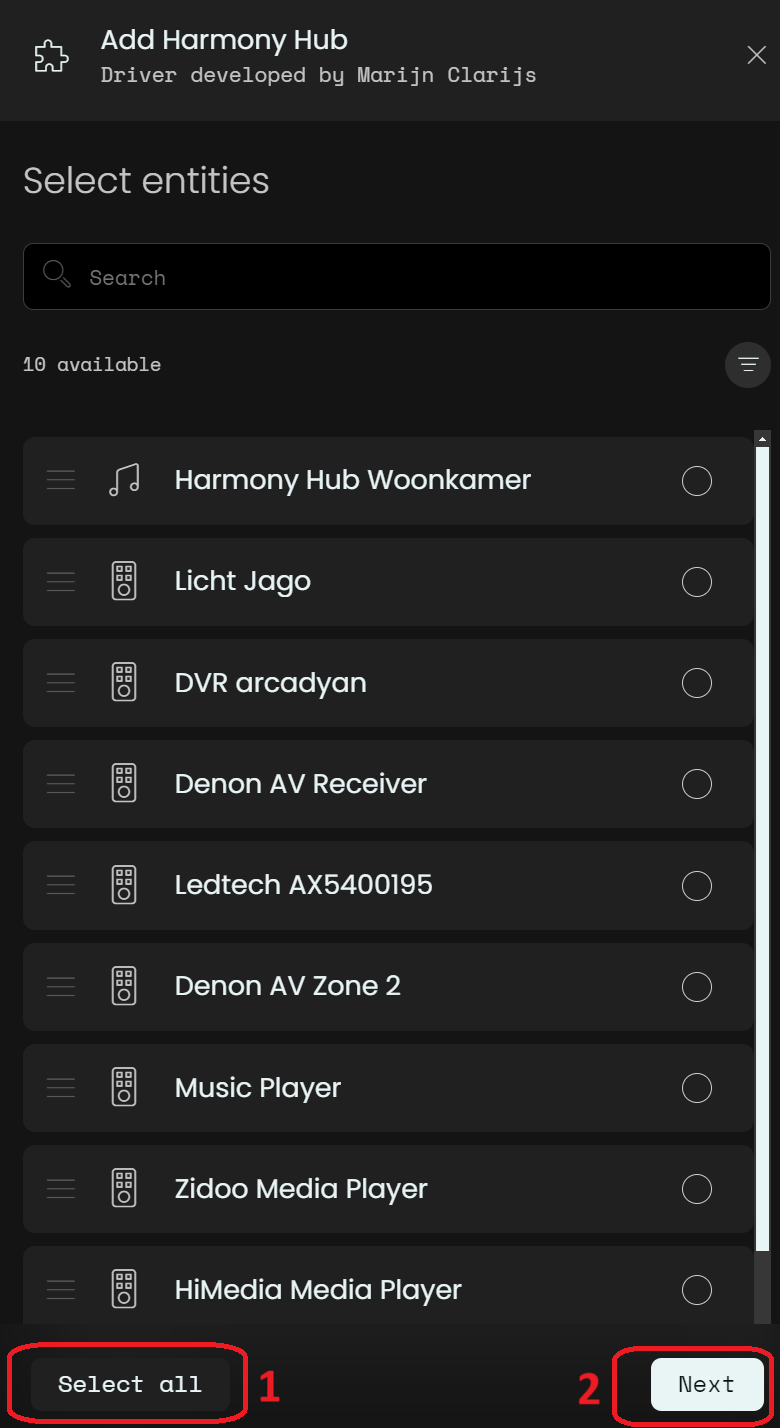 Add Harmony Hub
Driver developed by Marijn Clarijs
Select entities
Search
10 available
Harmony Hub Woonkamer
Licht Jago
DVR arcadyan
Denon AV Receiver
Ledtech AX5400195
Denon AV Zone 2
Music Player
Zidoo Media Player
HiMedia Media Player
Select all 1 2 Next